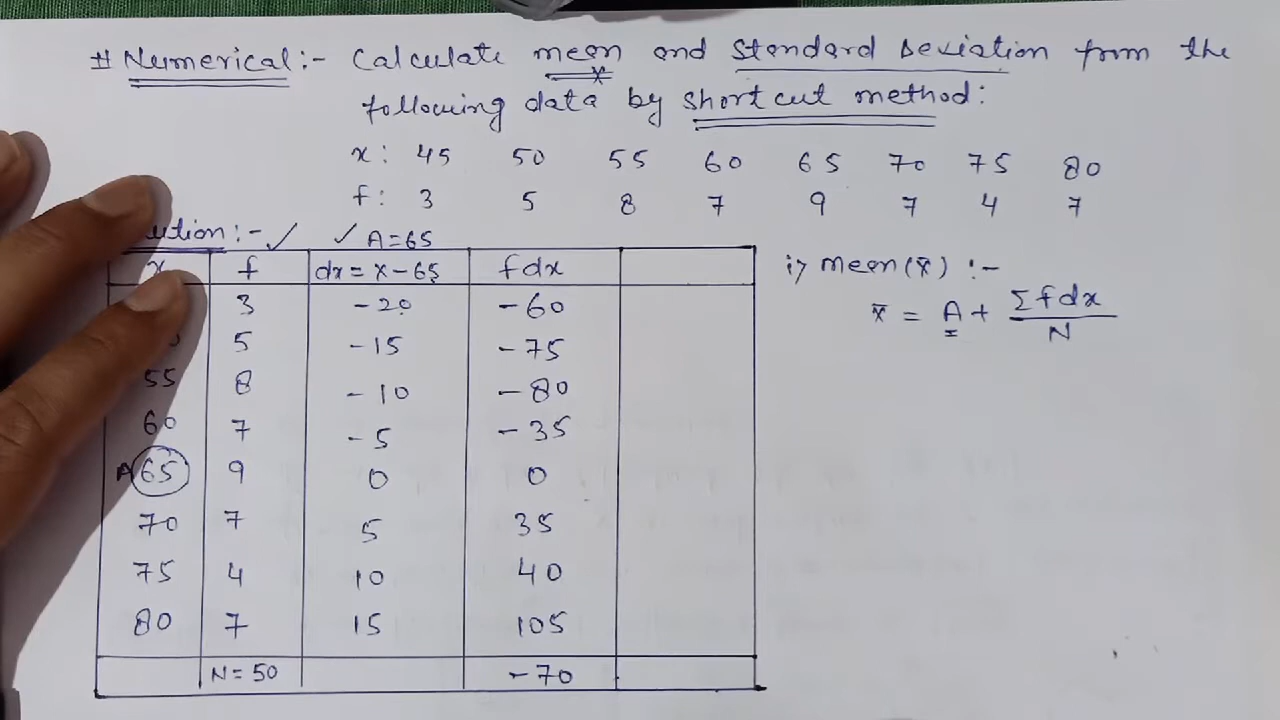 # Numerical:- Calculate mean and Standard Deviation from the
following data by shortcut method:
x: 45 50 55 60 65 70 75 80
f: 3 5 8 7 9 7 4 7
ution:- ✓ ✓ A=65
x f dx = x-65 fdx
3 -20 -60
5 -15 -75
55 8 -10 -80
60 7 -5 -35
A 65 9 0 0
70 7 5 35
75 4 10 40
80 7 15 105
N=50 -70
i) mean (x̄) :-
x̄ = A + Σfdx / N